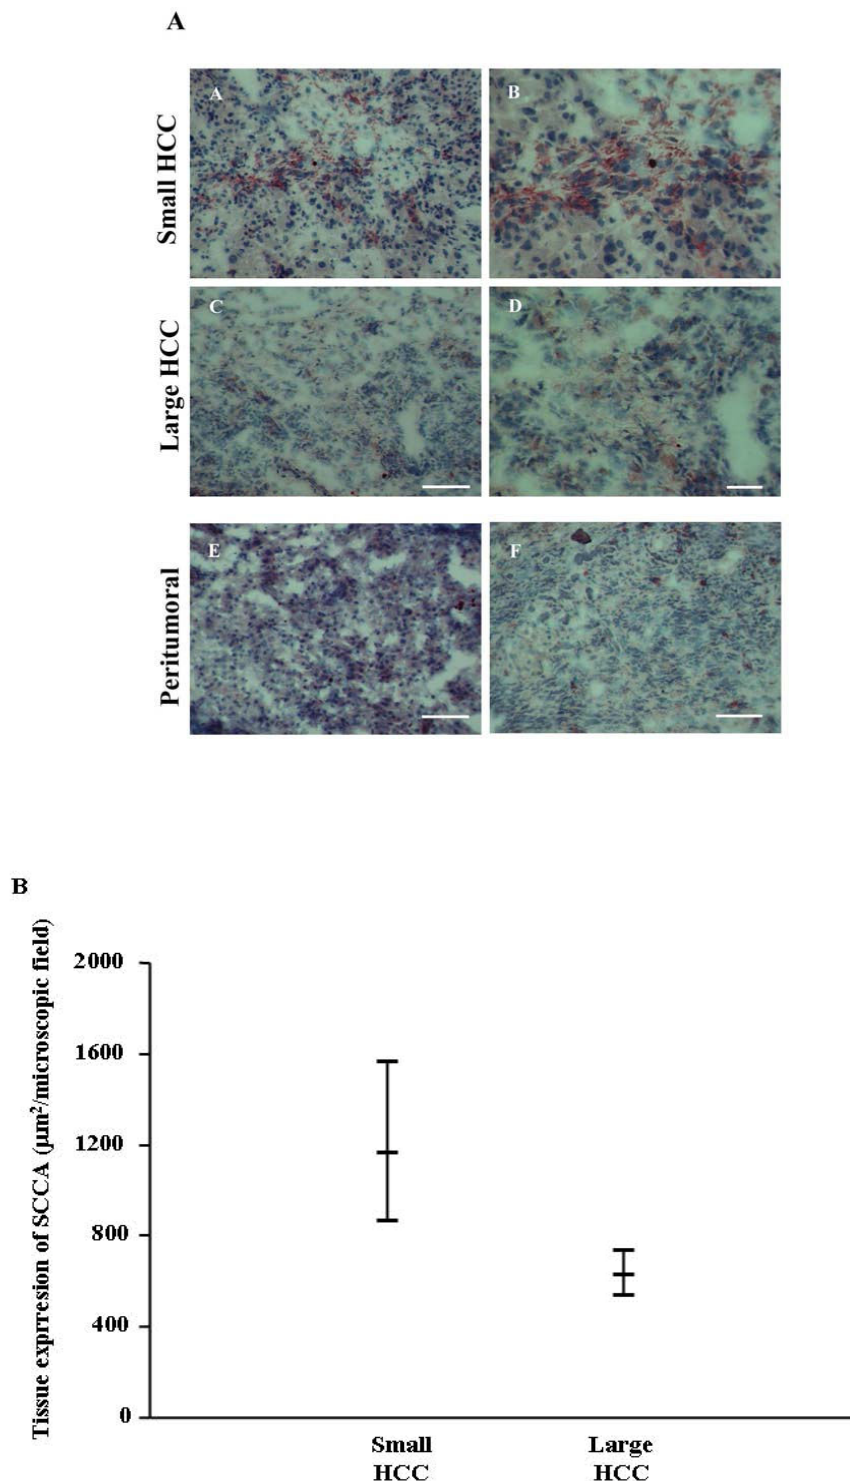 A
Small HCC
A
B
Large HCC
C
D
Peritumoral
E
F
B
Tissue exprresion of SCCA (µm²/microscopic field)
2000
1600
1200
800
400
0
Small
HCC
Large
HCC